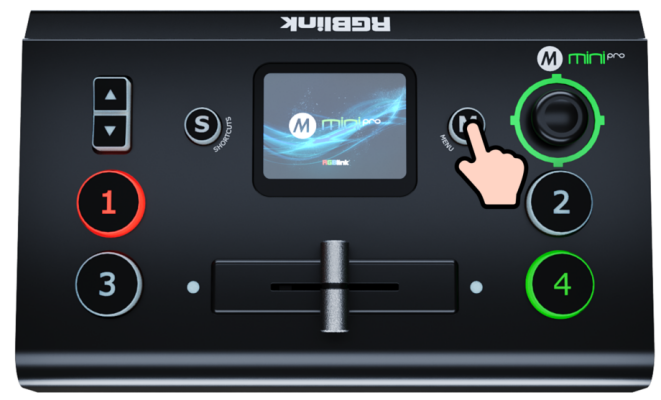 RGBlink
M mini pro
S
SHORTCUTS
M mini pro
RGBlink
M
MENU
1
2
3
4